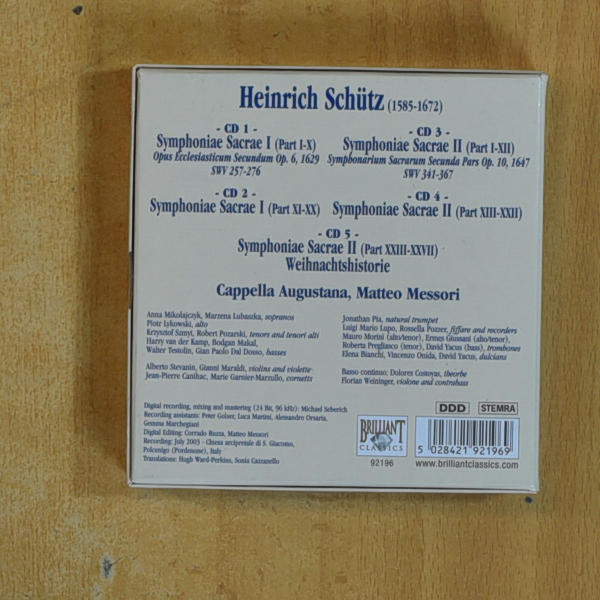 Heinrich Schütz (1585-1672)
- CD 1 -
Symphoniae Sacrae I (Part I-X)
Opus Ecclesiasticum Secundum Op. 6, 1629
SWV 257-276
- CD 3 -
Symphoniae Sacrae II (Part I-XII)
Symphonarium Sacrarum Secunda Pars Op. 10, 1647
SWV 341-367
- CD 2 -
Symphoniae Sacrae I (Part XI-XX)
- CD 4 -
Symphoniae Sacrae II (Part XIII-XXII)
- CD 5 -
Symphoniae Sacrae II (Part XXIII-XXVII)
Weihnachtshistorie
Cappella Augustana, Matteo Messori
Anna Mikolajczyk, Marzena Lubaszka, sopranos
Piotr Lykowski, alto
Krzysztof Szmyt, Robert Pozarski, tenors and tenori alti
Harry van der Kamp, Bodgan Makal,
Walter Testolin, Gian Paolo Dal Dosso, basses
Alberto Stevanin, Gianni Maraldi, violins and violette
Jean-Pierre Canihac, Marie Garnier-Marzullo, cornetts
Jonathan Pia, natural trumpet
Luigi Mario Lupo, Rossella Pozzer, fiffare and recorders
Mauro Morini (alto/tenor), Ermes Giussani (alto/tenor),
Roberta Pregliasco (tenor), David Yacus (bass), trombones
Elena Bianchi, Vincenzo Onida, David Yacus, dulcians
Basso continuo: Dolores Costoyas, theorbe
Florian Weininger, violone and contrabass
Digital recording, mixing and mastering (24 Bit, 96 kHz): Michael Seberich
Recording assistants: Peter Golser, Luca Martini, Alessandro Orsaria,
Gemma Marchegiani
Digital Editing: Corrado Ruzza, Matteo Messori
Recording: July 2003 - Chiesa arcipretale di S. Giacomo,
Polcenigo (Pordenone), Italy
Translations: Hugh Ward-Perkins, Sonia Cazzanello
BRILLIANT
CLASSICS
92196
DDD
STEMRA
5 028421 921969
www.brilliantclassics.com